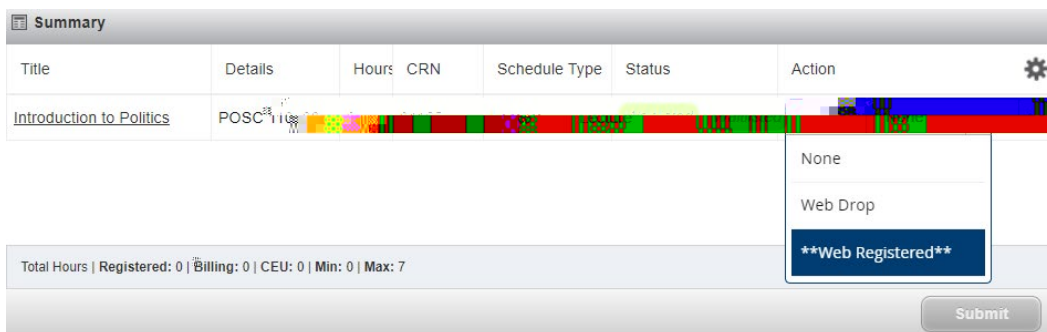 Summary
Title Details Hours CRN Schedule Type Status Action
Introduction to Politics POSC
None
Web Drop
**Web Registered**
Total Hours | Registered: 0 | Billing: 0 | CEU: 0 | Min: 0 | Max: 7
Submit